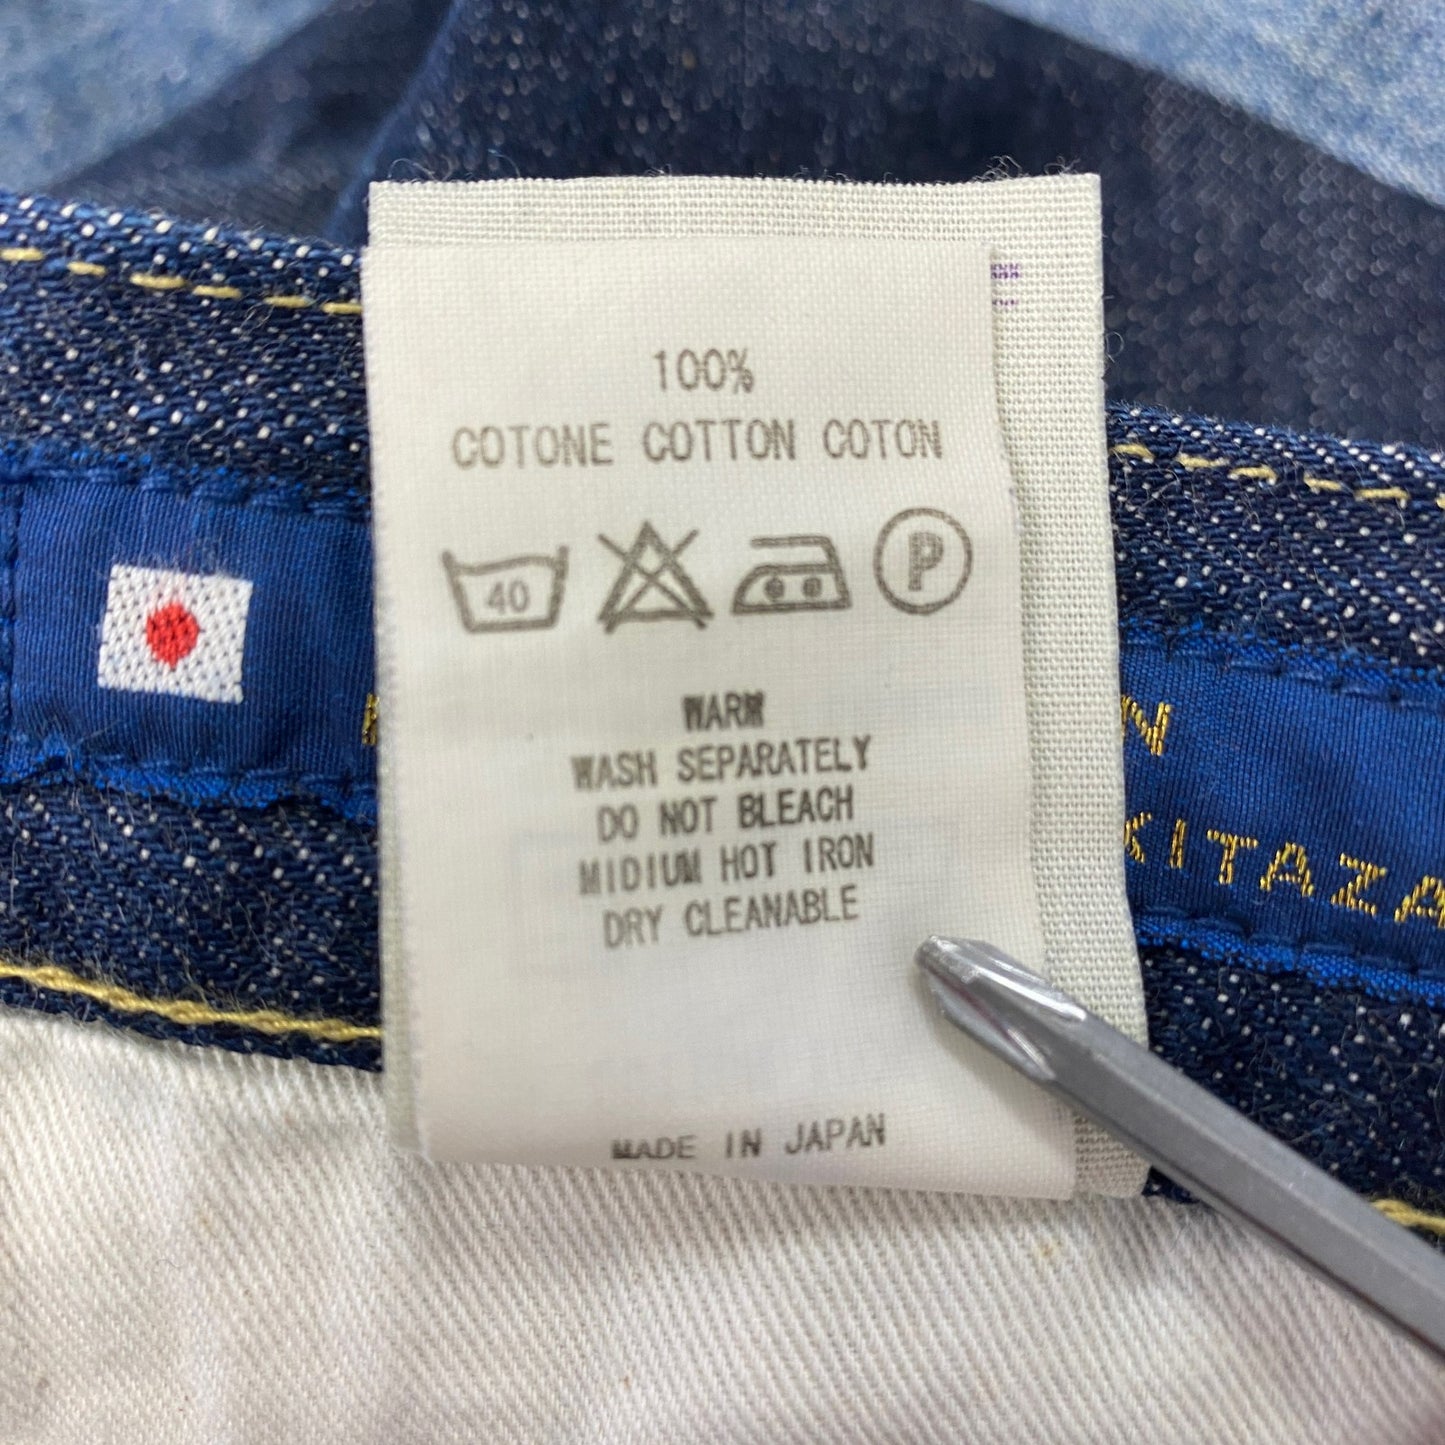 100%
COTONE COTTON COTON
40
P
WARM
WASH SEPARATELY
DO NOT BLEACH
MIDIUM HOT IRON
DRY CLEANABLE
MADE IN JAPAN
N
KITAZA